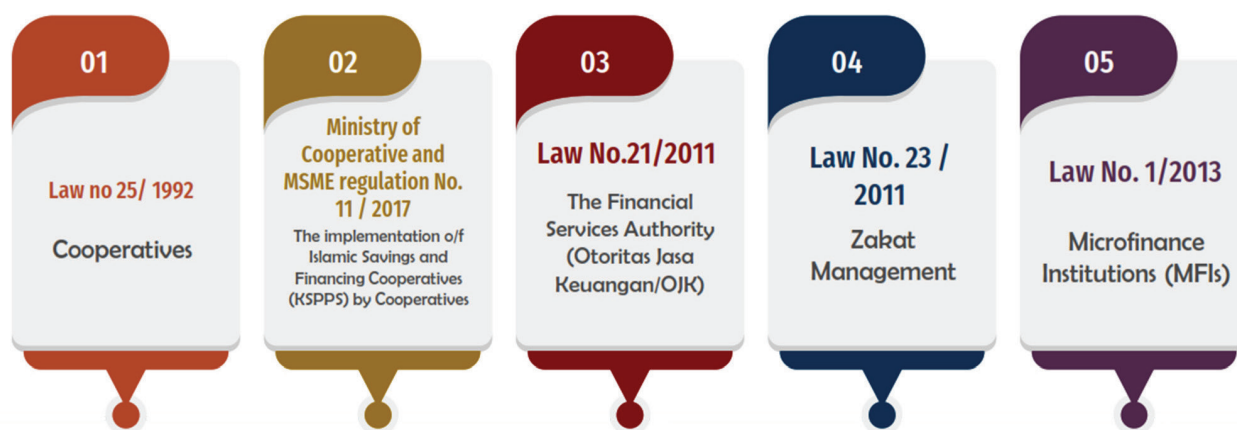 01
Law no 25/ 1992
Cooperatives
02
Ministry of
Cooperative and
MSME regulation No.
11 / 2017
The implementation o/f
Islamic Savings and
Financing Cooperatives
(KSPPS) by Cooperatives
03
Law No.21/2011
The Financial
Services Authority
(Otoritas Jasa
Keuangan/OJK)
04
Law No. 23 /
2011
Zakat
Management
05
Law No. 1/2013
Microfinance
Institutions (MFIs)